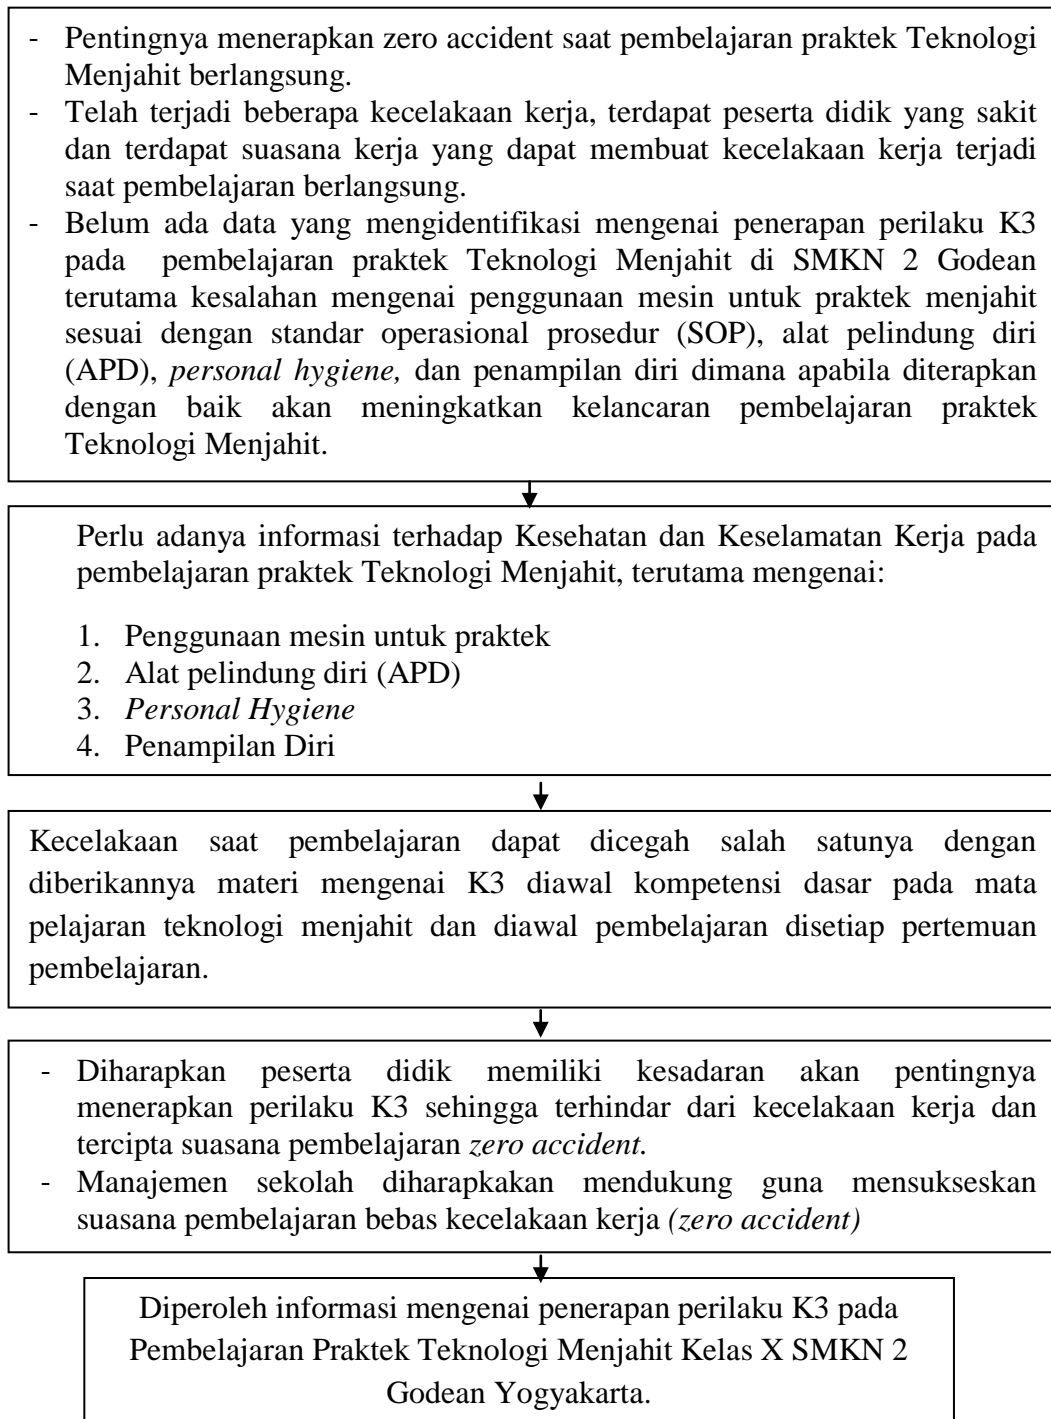 - Pentingnya menerapkan zero accident saat pembelajaran praktek Teknologi
Menjahit berlangsung.
- Telah terjadi beberapa kecelakaan kerja, terdapat peserta didik yang sakit
dan terdapat suasana kerja yang dapat membuat kecelakaan kerja terjadi
saat pembelajaran berlangsung.
- Belum ada data yang mengidentifikasi mengenai penerapan perilaku K3
pada pembelajaran praktek Teknologi Menjahit di SMKN 2 Godean
terutama kesalahan mengenai penggunaan mesin untuk praktek menjahit
sesuai dengan standar operasional prosedur (SOP), alat pelindung diri
(APD), personal hygiene, dan penampilan diri dimana apabila diterapkan
dengan baik akan meningkatkan kelancaran pembelajaran praktek
Teknologi Menjahit.
Perlu adanya informasi terhadap Kesehatan dan Keselamatan Kerja pada
pembelajaran praktek Teknologi Menjahit, terutama mengenai:
1. Penggunaan mesin untuk praktek
2. Alat pelindung diri (APD)
3. Personal Hygiene
4. Penampilan Diri
Kecelakaan saat pembelajaran dapat dicegah salah satunya dengan
diberikannya materi mengenai K3 diawal kompetensi dasar pada mata
pelajaran teknologi menjahit dan diawal pembelajaran disetiap pertemuan
pembelajaran.
- Diharapkan peserta didik memiliki kesadaran akan pentingnya
menerapkan perilaku K3 sehingga terhindar dari kecelakaan kerja dan
tercipta suasana pembelajaran zero accident.
- Manajemen sekolah diharapkakan mendukung guna mensukseskan
suasana pembelajaran bebas kecelakaan kerja (zero accident)
Diperoleh informasi mengenai penerapan perilaku K3 pada
Pembelajaran Praktek Teknologi Menjahit Kelas X SMKN 2
Godean Yogyakarta.